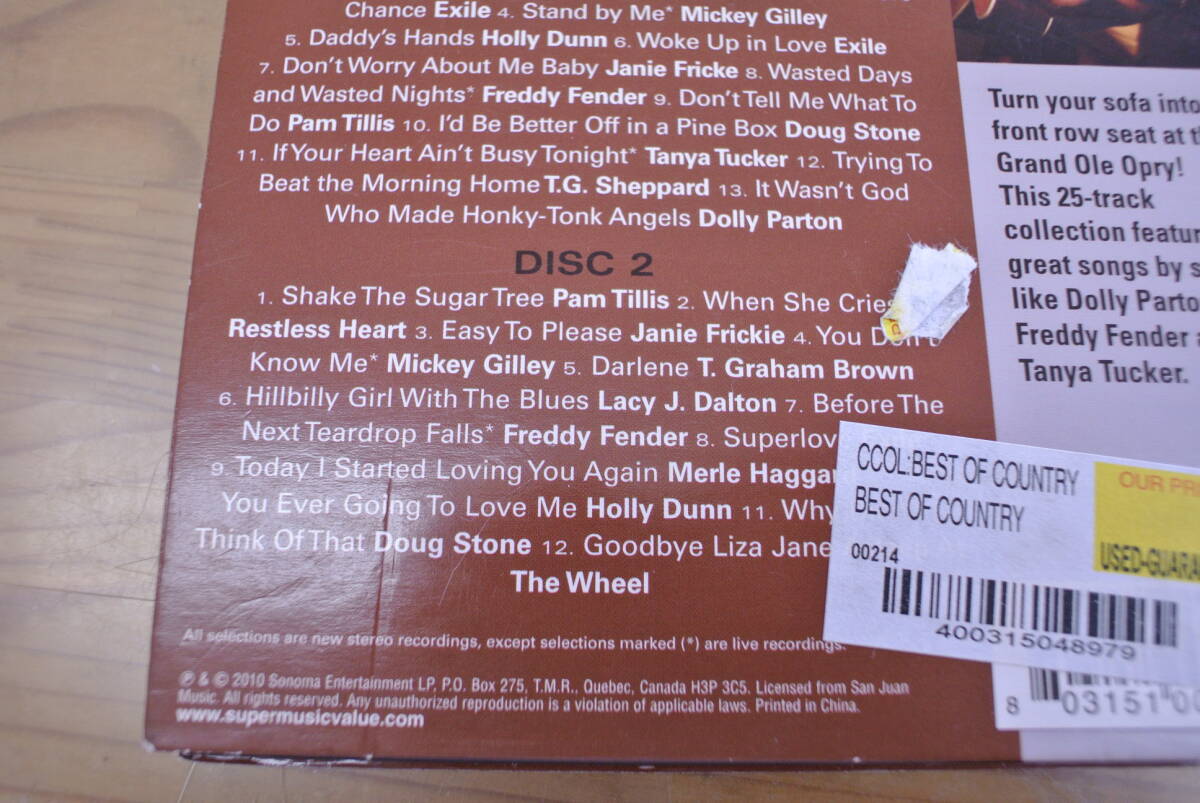 Chance Exile 4. Stand by Me* Mickey Gilley
5. Daddy's Hands Holly Dunn 6. Woke Up in Love Exile
7. Don't Worry About Me Baby Janie Fricke 8. Wasted Days
and Wasted Nights* Freddy Fender 9. Don't Tell Me What To
Do Pam Tillis 10. I'd Be Better Off in a Pine Box Doug Stone
11. If Your Heart Ain't Busy Tonight* Tanya Tucker 12. Trying To
Beat the Morning Home T.G. Sheppard 13. It Wasn't God
Who Made Honky-Tonk Angels Dolly Parton
DISC 2
1. Shake The Sugar Tree Pam Tillis 2. When She Cries
Restless Heart 3. Easy To Please Janie Frickie 4. You Don't
Know Me* Mickey Gilley 5. Darlene T. Graham Brown
6. Hillbilly Girl With The Blues Lacy J. Dalton 7. Before The
Next Teardrop Falls* Freddy Fender 8. Superlov
9. Today I Started Loving You Again Merle Haggar
You Ever Going To Love Me Holly Dunn 11. Why
Think Of That Doug Stone 12. Goodbye Liza Jane
The Wheel
All selections are new stereo recordings, except selections marked (*) are live recordings.
℗ & © 2010 Sonoma Entertainment LP, P.O. Box 275, T.M.R., Quebec, Canada H3P 3C5. Licensed from San Juan
Music. All rights reserved. Any unauthorized reproduction is a violation of applicable laws. Printed in China.
www.supermusicvalue.com
Turn your sofa into
front row seat at th
Grand Ole Opry!
This 25-track
collection featur
great songs by s
like Dolly Parto
Freddy Fender a
Tanya Tucker.
CCOL:BEST OF COUNTRY
BEST OF COUNTRY
00214
400315048979
OUR PRI
USED-GUARA
8 03151 0